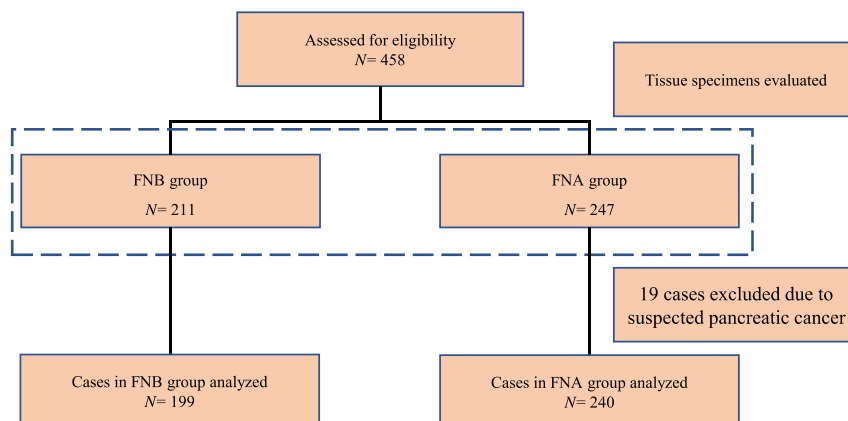 Assessed for eligibility
N= 458
Tissue specimens evaluated
FNB group
N= 211
FNA group
N= 247
19 cases excluded due to
suspected pancreatic cancer
Cases in FNB group analyzed
N= 199
Cases in FNA group analyzed
N= 240